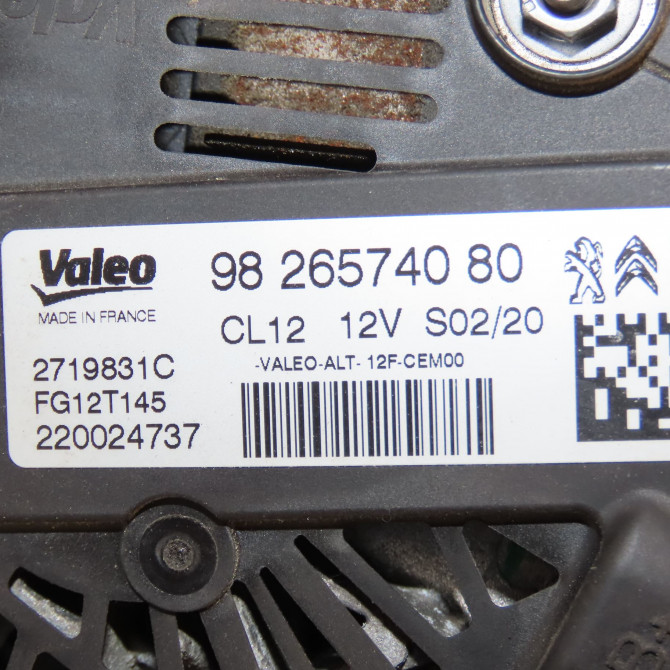 Valeo
98 265740 80
MADE IN FRANCE
CL12 12V S02/20
-VALEO-ALT- 12F-CEM00
2719831C
FG12T145
220024737